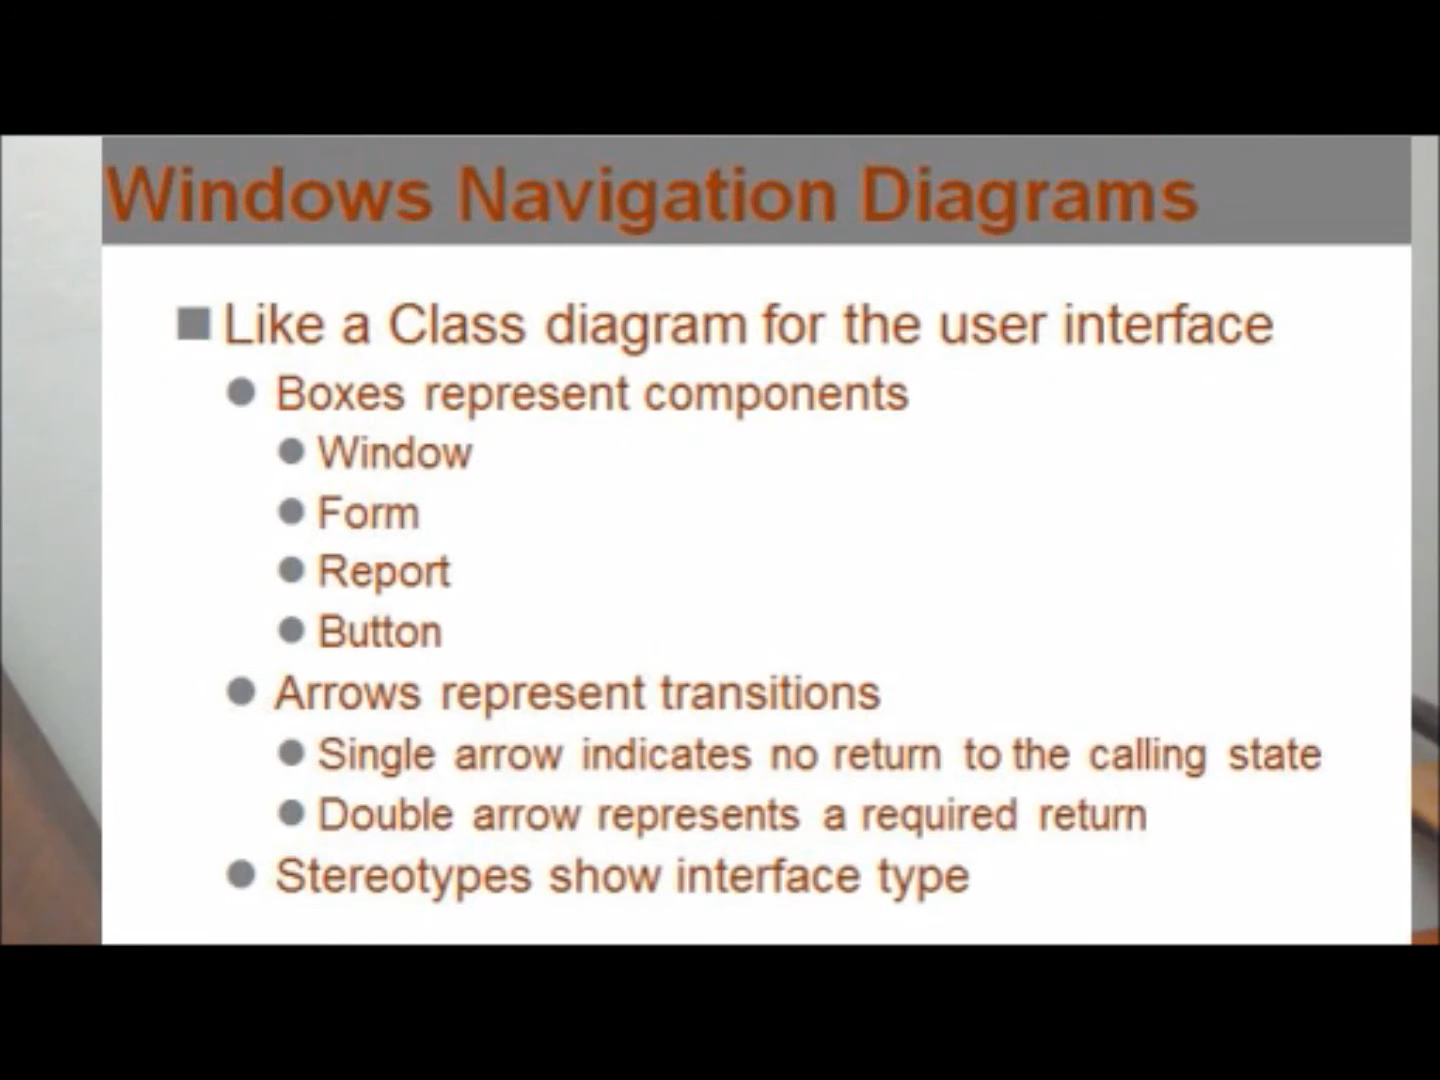 Windows Navigation Diagrams
Like a Class diagram for the user interface
Boxes represent components
Window
Form
Report
Button
Arrows represent transitions
Single arrow indicates no return to the calling state
Double arrow represents a required return
Stereotypes show interface type